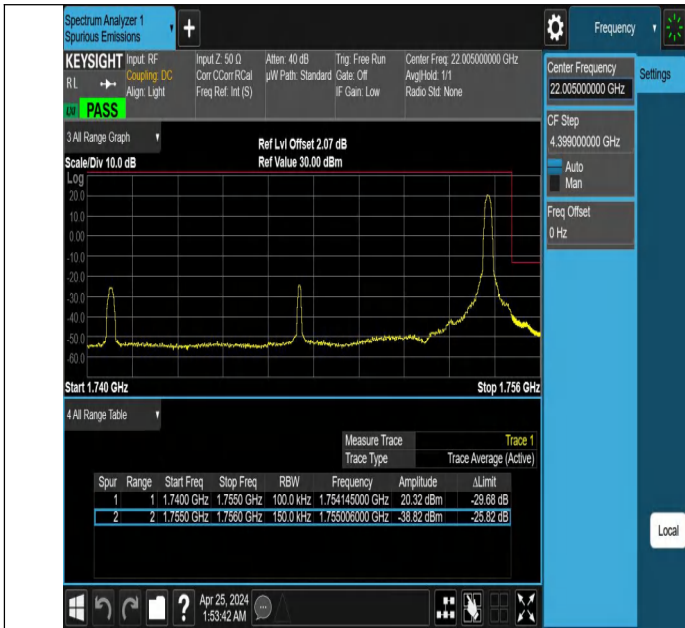 Spectrum Analyzer 1
Spurious Emissions
Frequency
KEYSIGHT
RL
Input: RF
Coupling: DC
Align: Light
Input Z: 50 Ω
Corr CCorr RCal
Freq Ref: Int (S)
Atten: 40 dB
µW Path: Standard
Trig: Free Run
Gate: Off
IF Gain: Low
Center Freq: 22.005000000 GHz
Avg|Hold: 1/1
Radio Std: None
PASS
Center Frequency
22.005000000 GHz
Settings
CF Step
4.399000000 GHz
Auto
Man
Freq Offset
0 Hz
3 All Range Graph
Scale/Div 10.0 dB
Ref Lvl Offset 2.07 dB
Ref Value 30.00 dBm
Log
20.0
10.0
0.00
-10.0
-20.0
-30.0
-40.0
-50.0
-60.0
Start 1.740 GHz
Stop 1.756 GHz
4 All Range Table
Measure Trace Trace 1
Trace Type Trace Average (Active)
Spur Range Start Freq Stop Freq RBW Frequency Amplitude ΔLimit
1 1 1.7400 GHz 1.7550 GHz 100.0 kHz 1.754145000 GHz 20.32 dBm -29.68 dB
2 2 1.7550 GHz 1.7560 GHz 150.0 kHz 1.755006000 GHz -38.82 dBm -25.82 dB
Local
?
Apr 25, 2024
1:53:42 AM